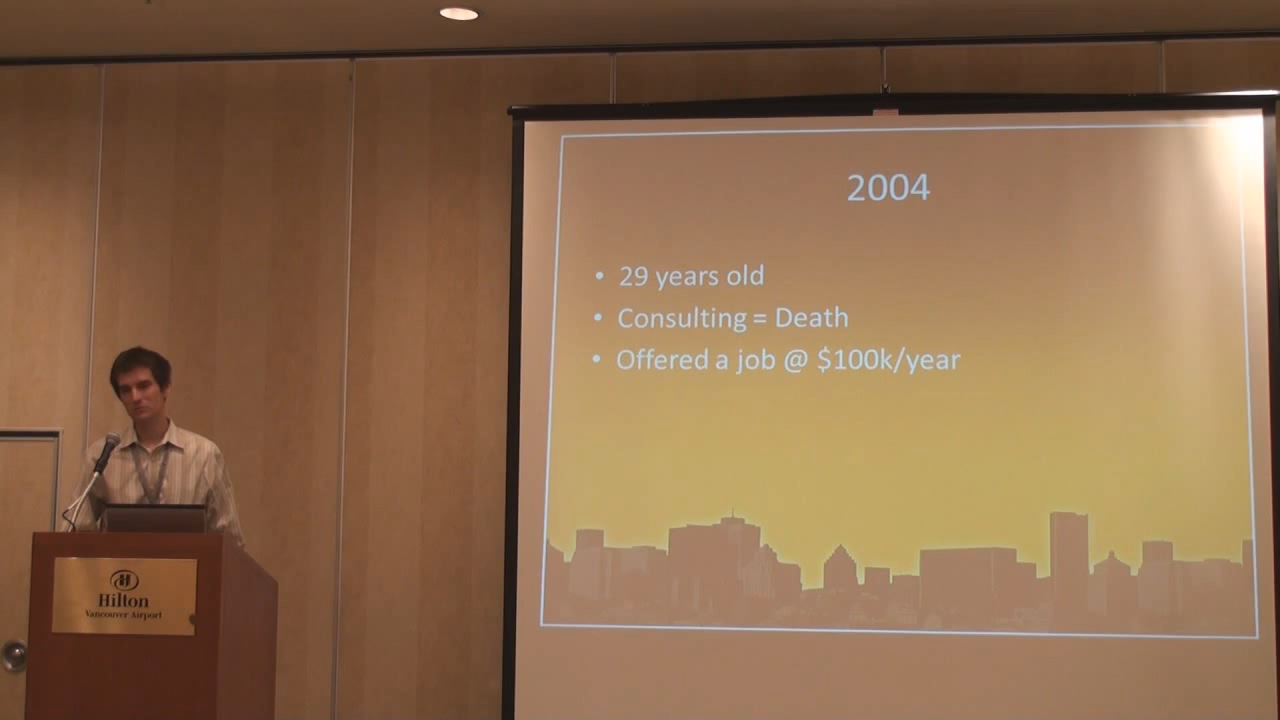 2004
• 29 years old
• Consulting = Death
• Offered a job @ $100k/year
Hilton
Vancouver Airport